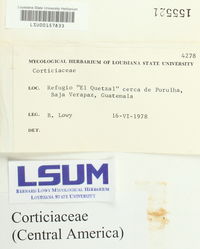 Louisiana State University Herbarium
LSU00157833
155521
4278
MYCOLOGICAL HERBARIUM OF LOUISIANA STATE UNIVERSITY
Corticiaceae
LOC. Refugio "El Quetzal" cerca de Purulha,
Baja Verapaz, Guatemala
LEG. B. Lowy 16-VI-1978
DET.
LSUM
BERNARD LOWY MYCOLOGICAL HERBARIUM
LOUISIANA STATE UNIVERSITY
Corticiaceae
(Central America)